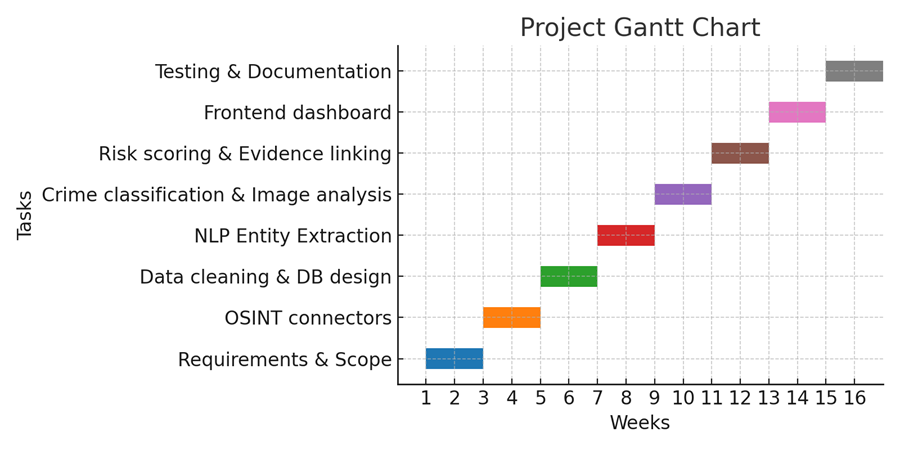 Project Gantt Chart
Testing & Documentation
Frontend dashboard
Risk scoring & Evidence linking
Crime classification & Image analysis
NLP Entity Extraction
Data cleaning & DB design
OSINT connectors
Requirements & Scope
Tasks
1 2 3 4 5 6 7 8 9 10 11 12 13 14 15 16
Weeks